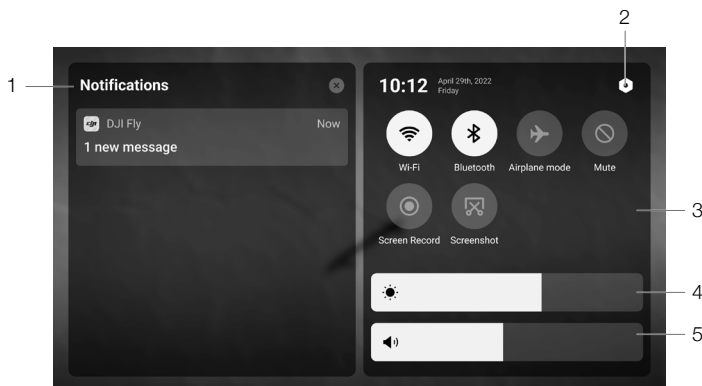 2
1
Notifications
10:12
April 29th, 2022
Friday
dji
DJI Fly
Now
1 new message
Wi-Fi
Bluetooth
Airplane mode
Mute
3
Screen Record
Screenshot
4
5